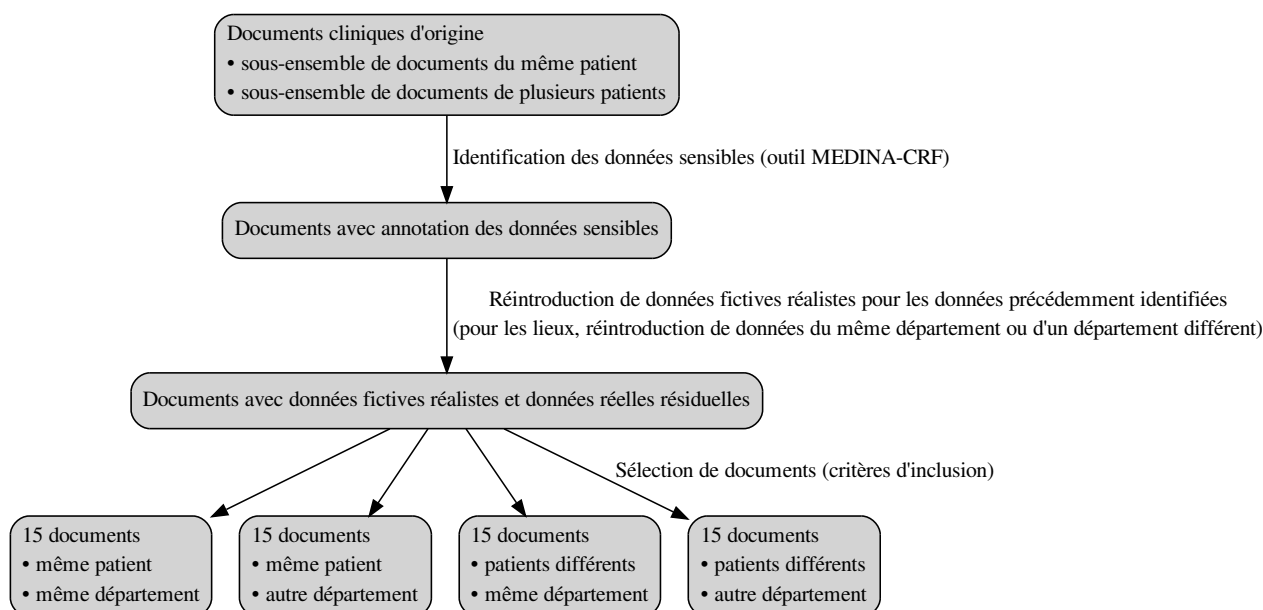 Documents cliniques d'origine
• sous-ensemble de documents du même patient
• sous-ensemble de documents de plusieurs patients
Identification des données sensibles (outil MEDINA-CRF)
Documents avec annotation des données sensibles
Réintroduction de données fictives réalistes pour les données précédemment identifiées
(pour les lieux, réintroduction de données du même département ou d'un département différent)
Documents avec données fictives réalistes et données réelles résiduelles
Sélection de documents (critères d'inclusion)
15 documents
• même patient
• même département
15 documents
• même patient
• autre département
15 documents
• patients différents
• même département
15 documents
• patients différents
• autre département